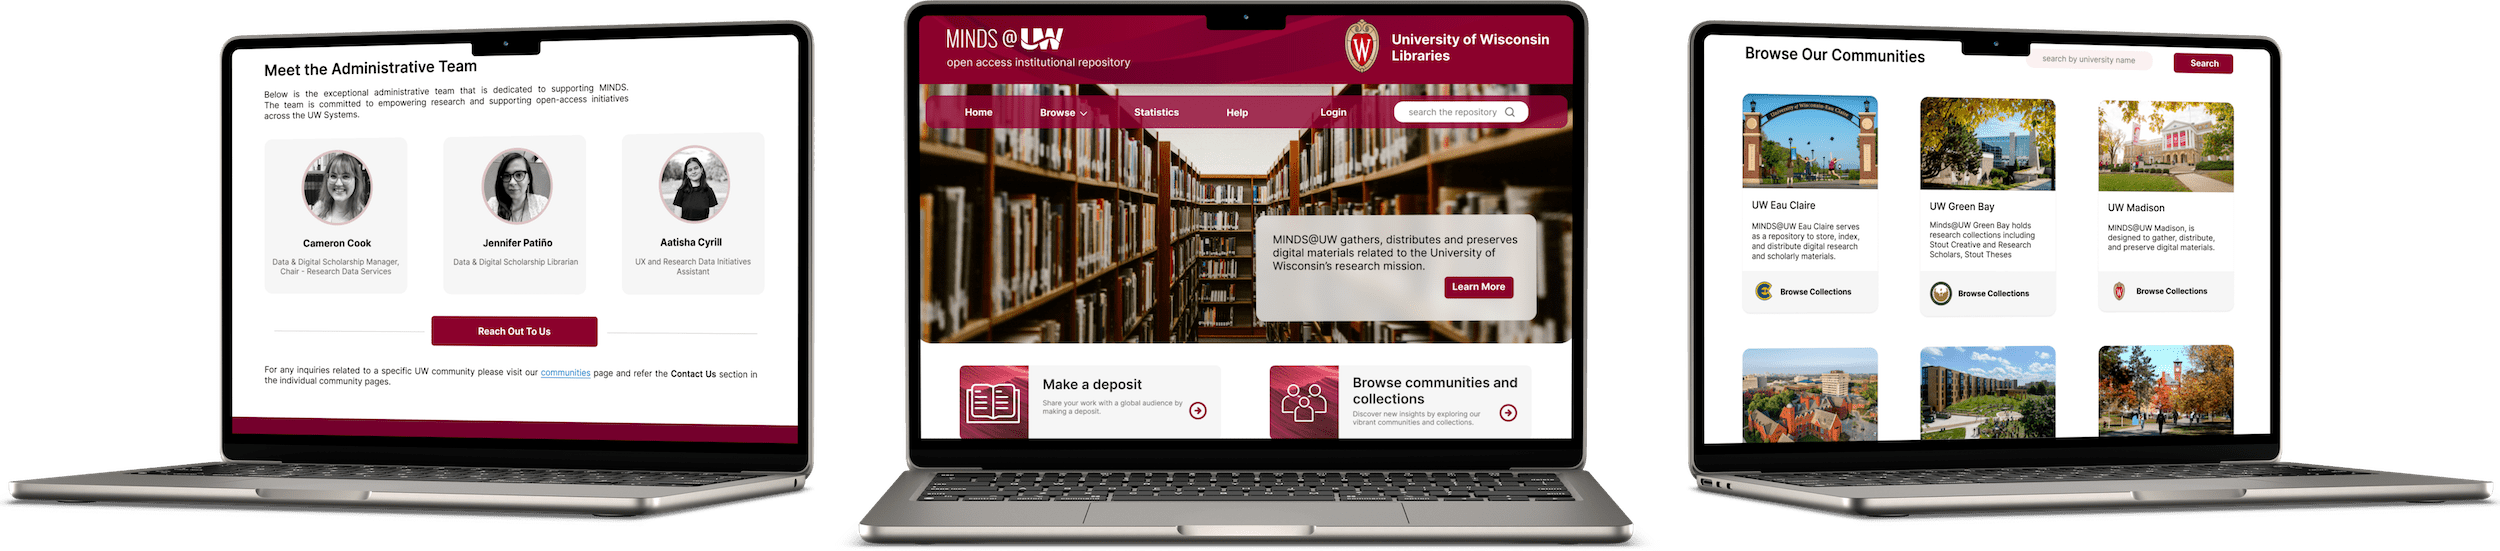 Meet the Administrative Team
Below is the exceptional administrative team that is dedicated to supporting MINDS.
The team is committed to empowering research and supporting open-access initiatives
across the UW Systems.
Cameron Cook
Data & Digital Scholarship Manager,
Chair - Research Data Services
Jennifer Patiño
Data & Digital Scholarship Librarian
Aatisha Cyrill
UX and Research Data Initiatives
Assistant
Reach Out To Us
For any inquiries related to a specific UW community please visit our communities page and refer the Contact Us section in
the individual community pages.
MINDS @ UW
open access institutional repository
W
University of Wisconsin
Libraries
Home
Browse
Statistics
Help
Login
search the repository
MINDS@UW gathers, distributes and preserves
digital materials related to the University of
Wisconsin's research mission.
Learn More
Make a deposit
Share your work with a global audience by
making a deposit.
Browse communities and
collections
Discover new insights by exploring our
vibrant communities and collections.
Browse Our Communities
search by university name
Search
University of Wisconsin-Eau Claire
UW Eau Claire
MINDS@UW Eau Claire serves
as a repository to store, index,
and distribute digital research
and scholarly materials.
Browse Collections
UW Green Bay
Minds@UW Green Bay holds
research collections including
Stout Creative and Research
Scholars, Stout Theses
Browse Collections
UW Madison
MINDS@UW Madison, is
designed to gather, distribute,
and preserve digital materials.
W
Browse Collections